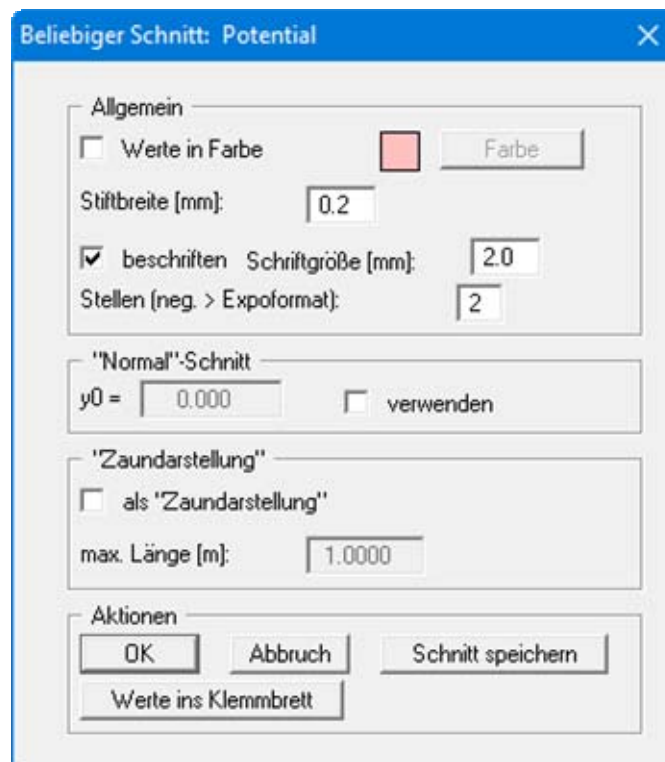 Beliebiger Schnitt: Potential
Allgemein
Werte in Farbe Farbe
Stiftbreite [mm]: 0.2
beschriften Schriftgröße [mm]: 2.0
Stellen (neg. > Expoformat): 2
"Normal"-Schnitt
y0 = 0.000 verwenden
"Zaundarstellung"
als "Zaundarstellung"
max. Länge [m]: 1.0000
Aktionen
OK Abbruch Schnitt speichern
Werte ins Klemmbrett